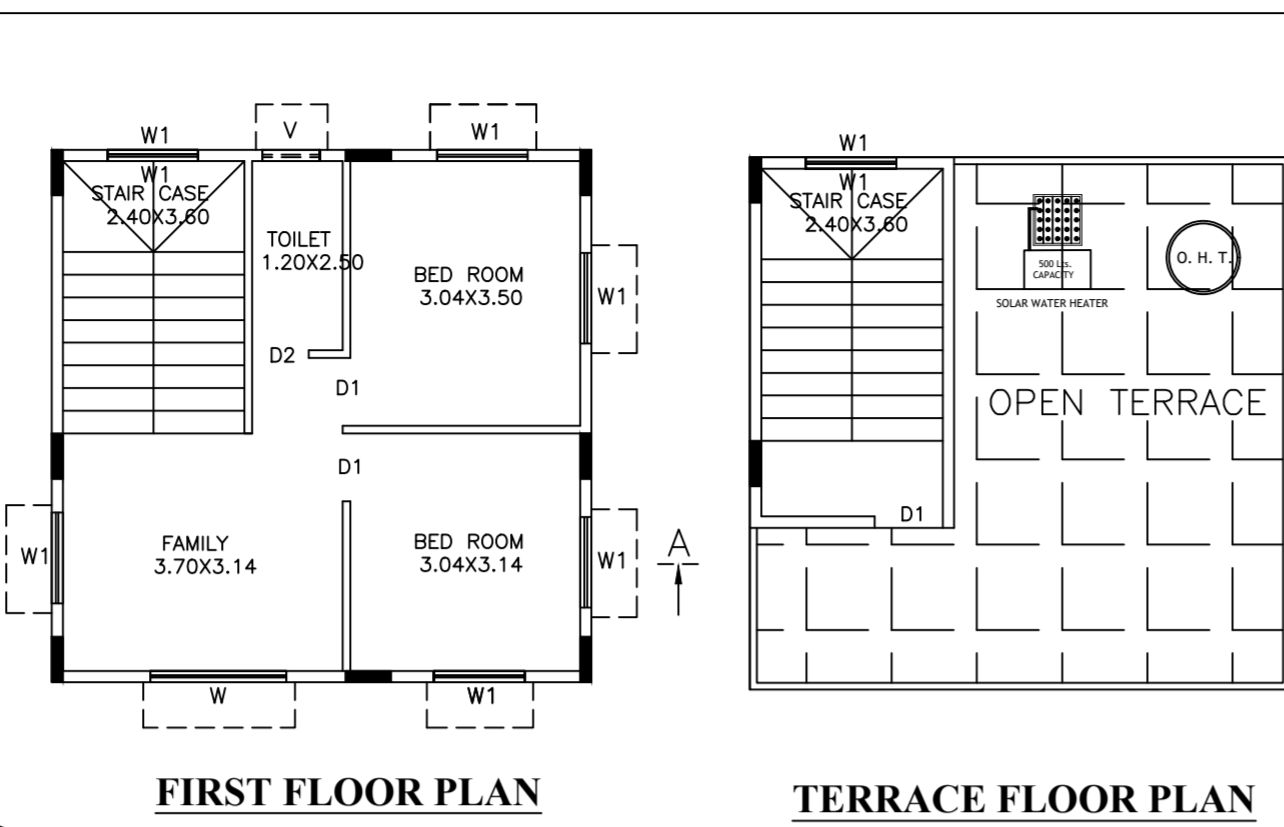 W1
V
W1
W1
STAIR CASE
2.40X3.60
TOILET
1.20X2.50
BED ROOM
3.04X3.50
W1
D2
D1
D1
FAMILY
3.70X3.14
BED ROOM
3.04X3.14
W1
W1
A
W
W1
FIRST FLOOR PLAN
W1
W1
STAIR CASE
2.40X3.60
500 Lts.
CAPACITY
SOLAR WATER HEATER
O. H. T.
OPEN TERRACE
D1
TERRACE FLOOR PLAN